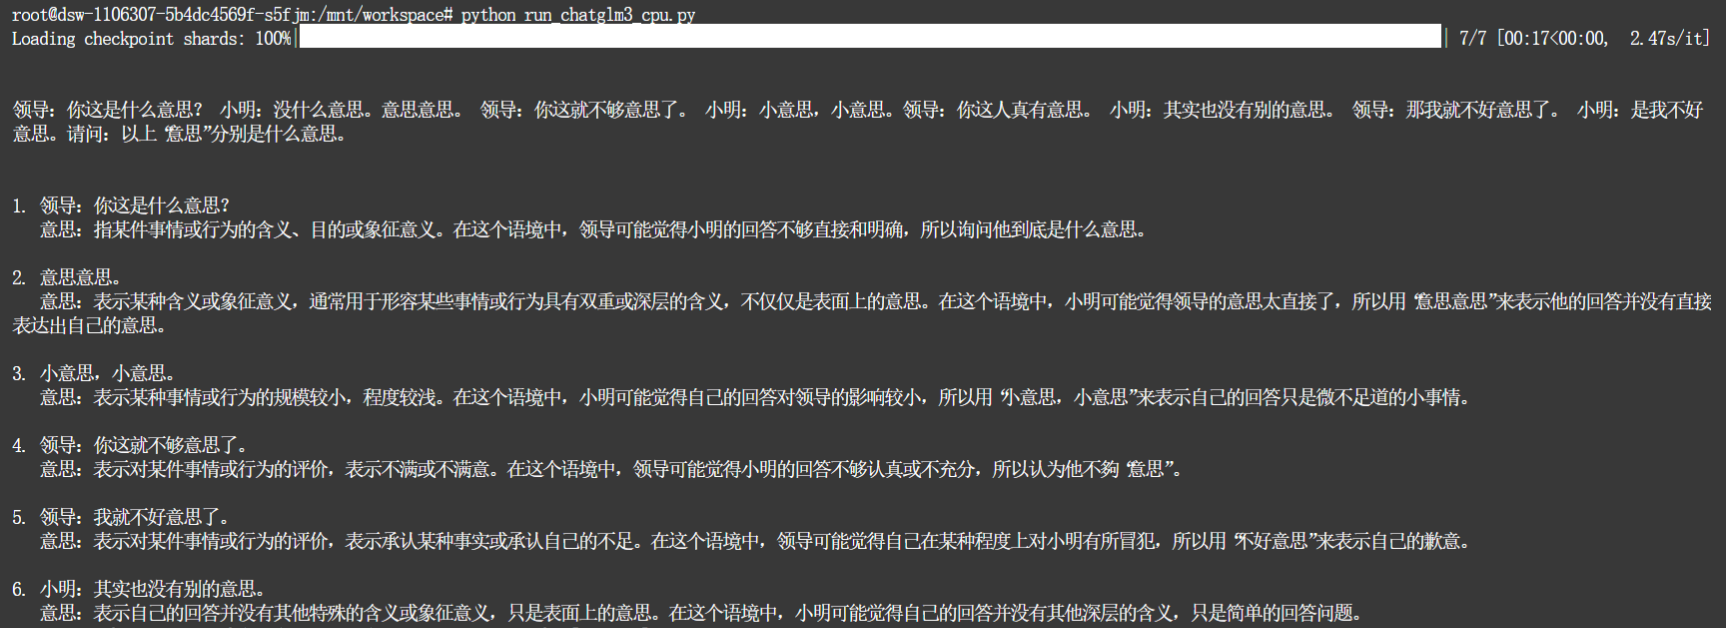 root@dsw-1106307-5b4dc4569f-s5fjm:/mnt/workspace# python run_chatglm3_cpu.py
Loading checkpoint shards: 100%| | 7/7 [00:17<00:00, 2.47s/it]
领导：你这是什么意思？ 小明：没什么意思。意思意思。 领导：你这就不够意思了。 小明：小意思，小意思。领导：你这人真有意思。 小明：其实也没有别的意思。 领导：那我就不好意思了。 小明：是我不好
意思。请问：以上“意思”分别是什么意思。
1. 领导：你这是什么意思？
意思：指某件事情或行为的含义、目的或象征意义。在这个语境中，领导可能觉得小明的回答不够直接和明确，所以询问他到底是什么意思。
2. 意思意思。
意思：表示某种含义或象征意义，通常用于形容某些事情或行为具有双重或深层的含义，不仅仅是表面上的意思。在这个语境中，小明可能觉得领导的意思太直接了，所以用“意思意思”来表示他的回答并没有直接
表达出自己的意思。
3. 小意思，小意思。
意思：表示某种事情或行为的规模较小，程度较浅。在这个语境中，小明可能觉得自己的回答对领导的影响较小，所以用“小意思，小意思”来表示自己的回答只是微不足道的小事情。
4. 领导：你这就不够意思了。
意思：表示对某件事情或行为的评价，表示不满或不满意。在这个语境中，领导可能觉得小明的回答不够认真或不充分，所以认为他不夠“意思”。
5. 领导：我就不好意思了。
意思：表示对某件事情或行为的评价，表示承认某种事实或承认自己的不足。在这个语境中，领导可能觉得自己在某种程度上对小明有所冒犯，所以用“不好意思”来表示自己的歉意。
6. 小明：其实也没有别的意思。
意思：表示自己的回答并没有其他特殊的含义或象征意义，只是表面上的意思。在这个语境中，小明可能觉得自己的回答并没有其他深层的含义，只是简单的回答问题。